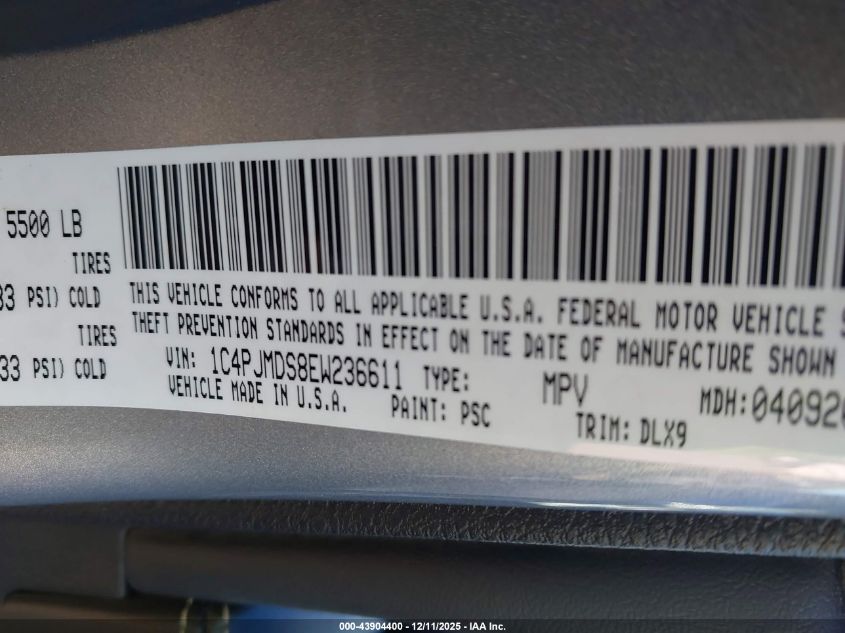 5500 LB
TIRES
33 PSI) COLD
TIRES
33 PSI) COLD
THIS VEHICLE CONFORMS TO ALL APPLICABLE U.S.A. FEDERAL MOTOR VEHICLE
THEFT PREVENTION STANDARDS IN EFFECT ON THE DATE OF MANUFACTURE SHOWN
VIN: 1C4PJMDS8EW236611 TYPE: MPV MDH:04092
VEHICLE MADE IN U.S.A. PAINT: PSC TRIM: DLX9
000-43904400 - 12/11/2025 - IAA Inc.